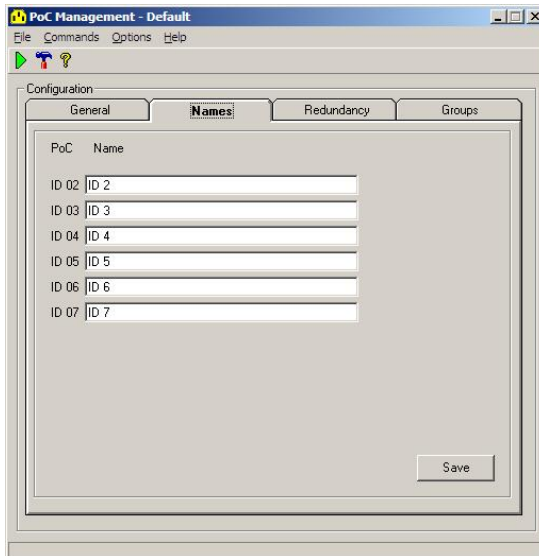 PoC Management - Default
File Commands Options Help
Configuration
General Names Redundancy Groups
PoC Name
ID 02 ID 2
ID 03 ID 3
ID 04 ID 4
ID 05 ID 5
ID 06 ID 6
ID 07 ID 7
Save